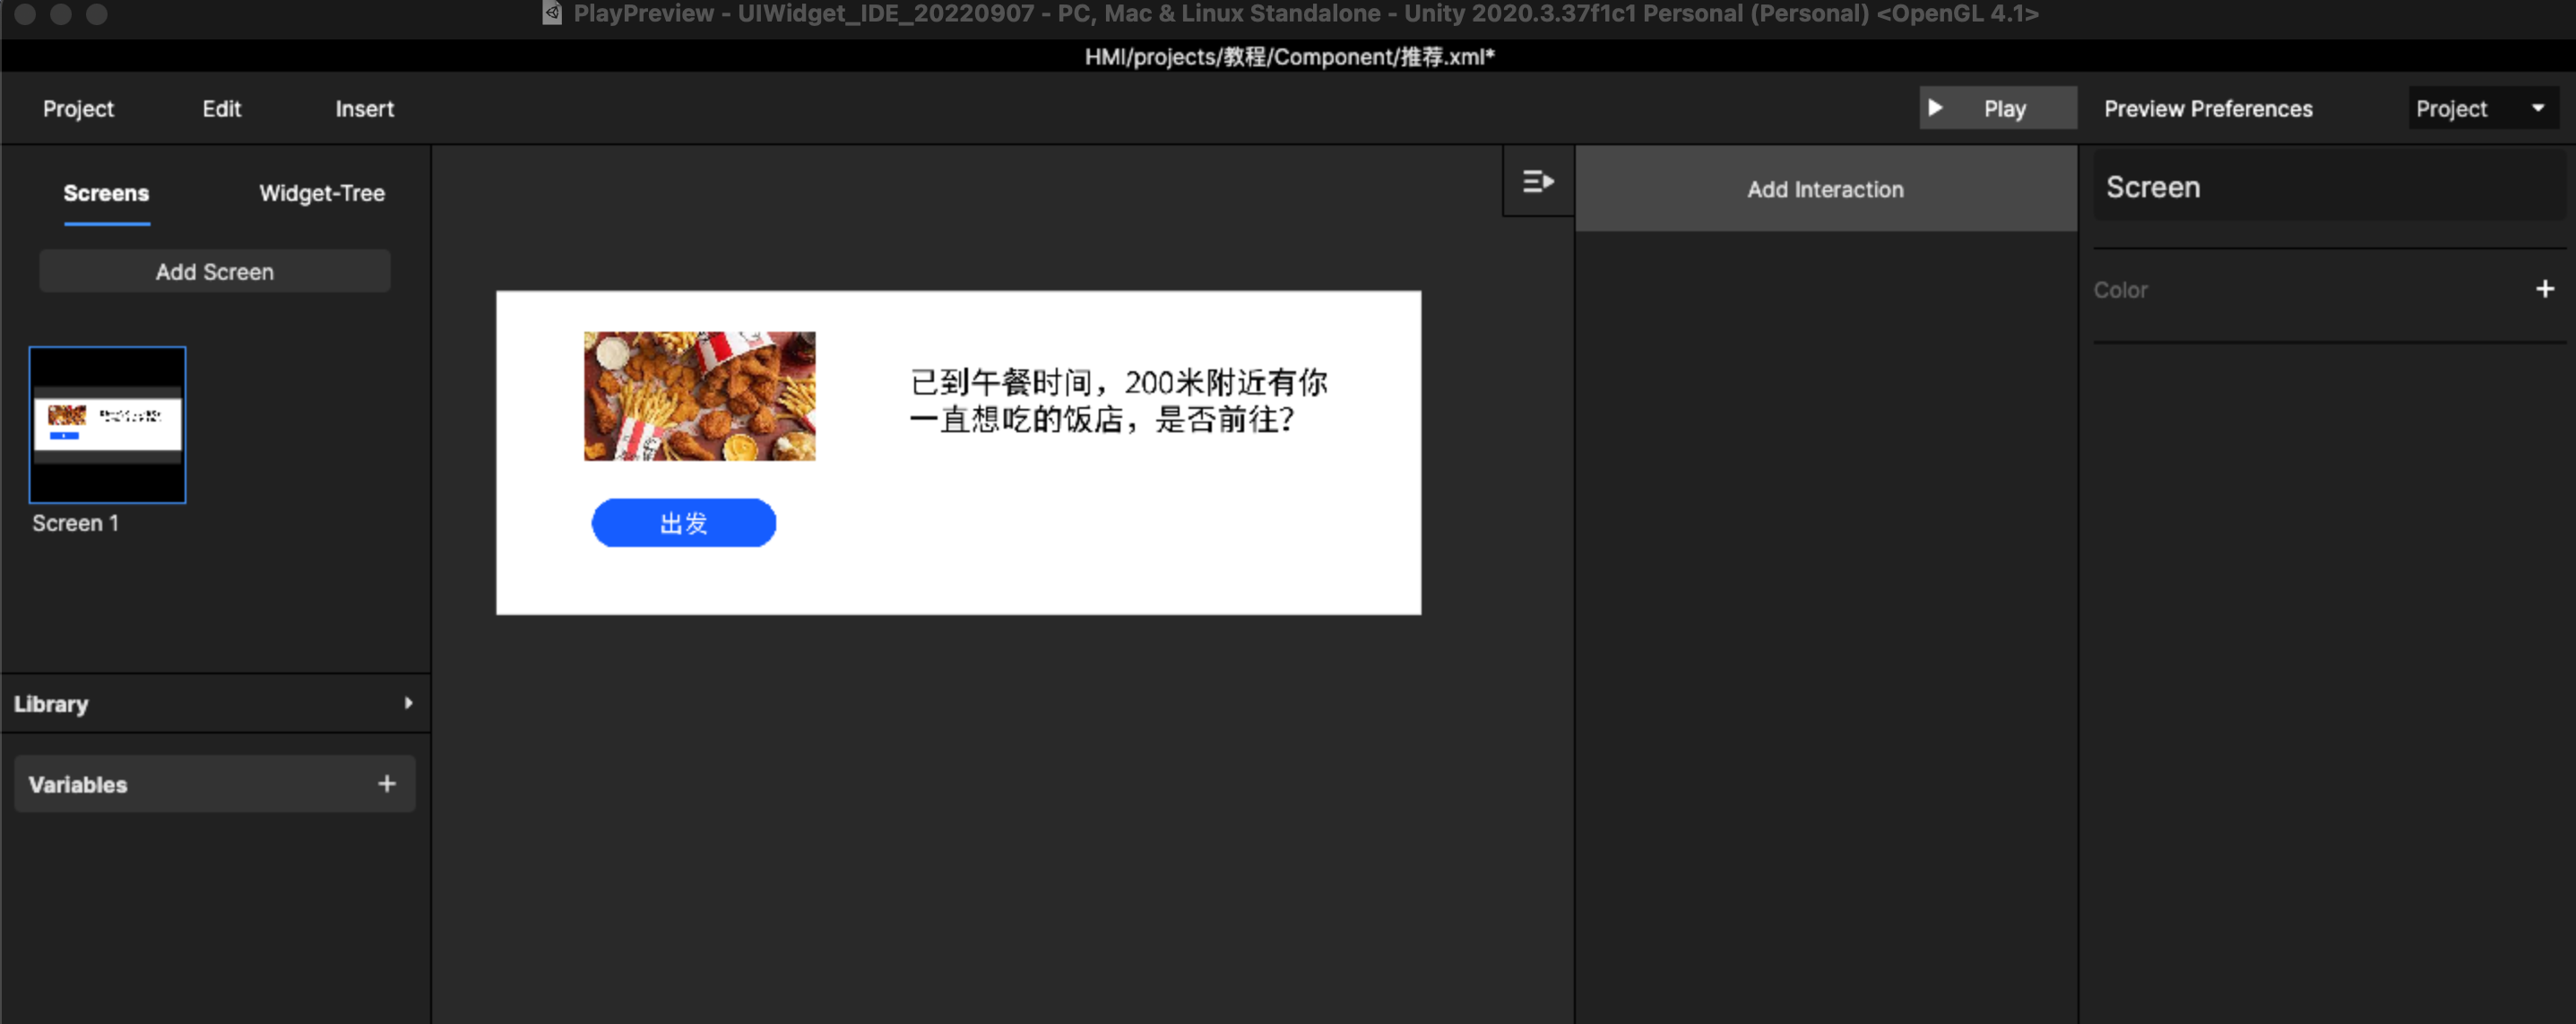 PlayPreview - UIWidget_IDE_20220907 - PC, Mac & Linux Standalone - Unity 2020.3.37f1c1 Personal (Personal) <OpenGL 4.1>
HMI/projects/教程/Component/推荐.xml*
Project
Edit
Insert
Play
Preview Preferences
Project
Screens
Widget-Tree
Add Screen
Screen 1
Library
Variables
已到午餐时间，200米附近有你
一直想吃的饭店，是否前往？
出发
Add Interaction
Screen
Color